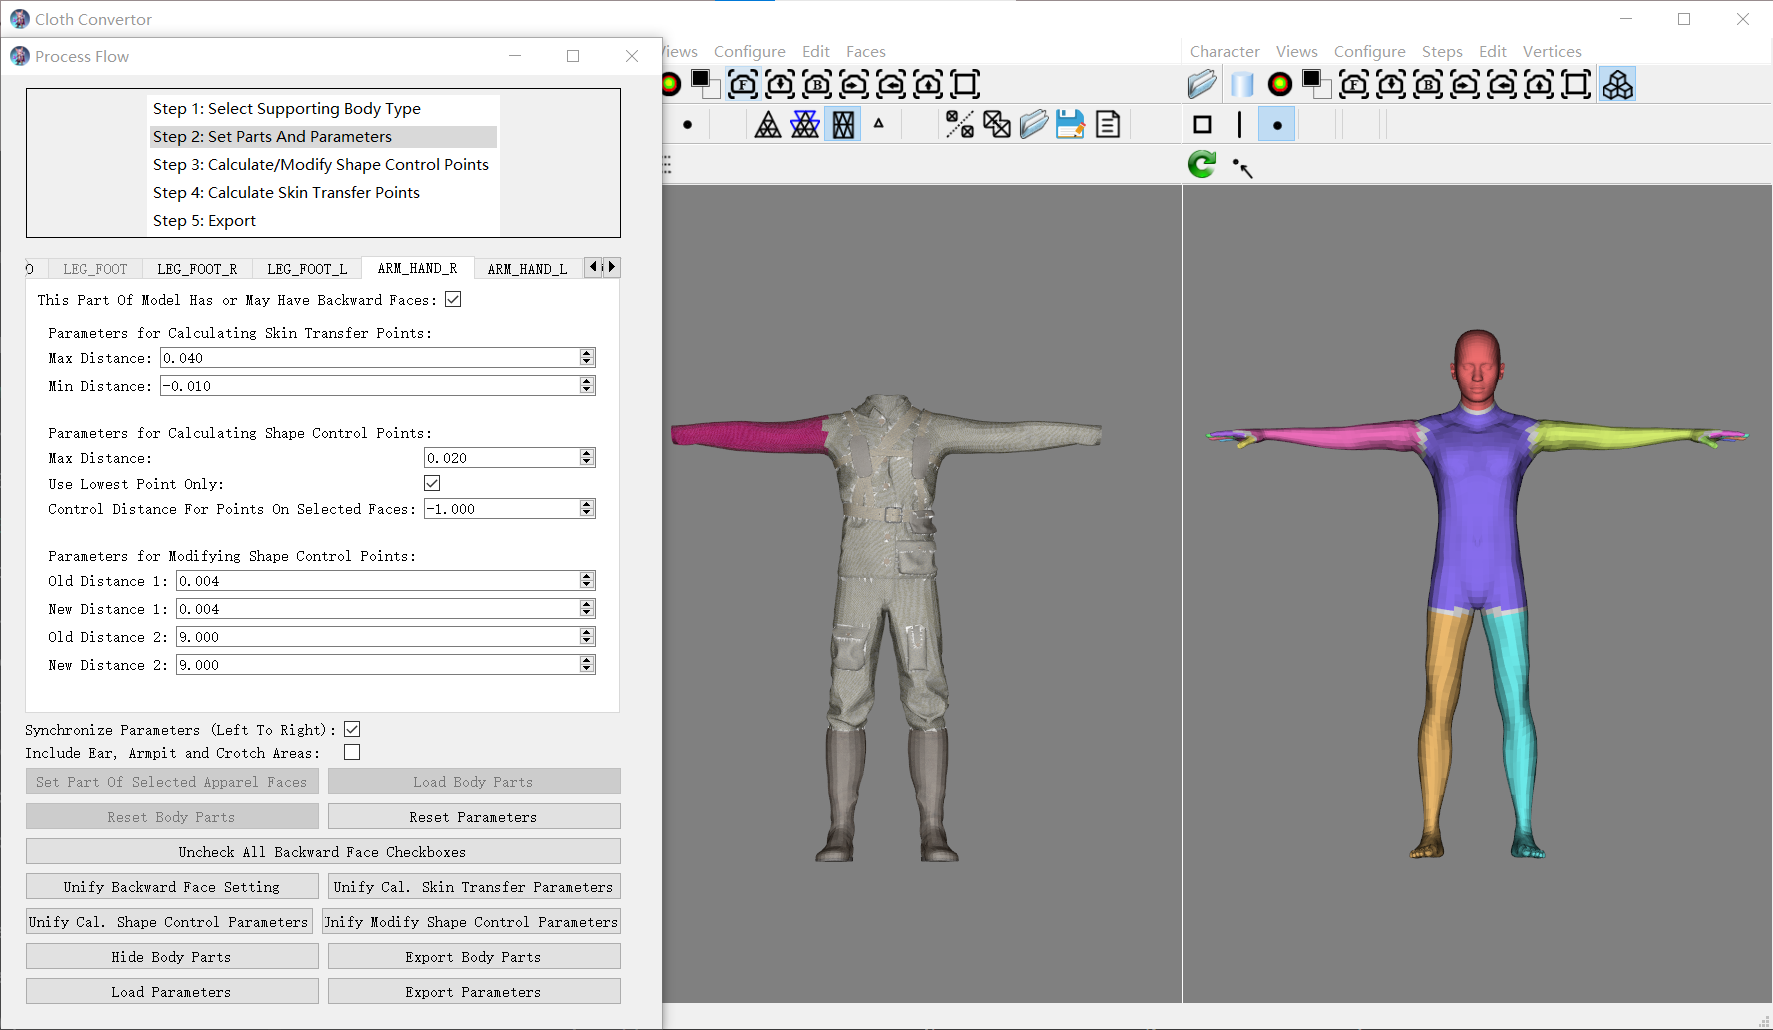 Cloth Convertor
Process Flow
Views Configure Edit Faces
Character Views Configure Steps Edit Vertices
Step 1: Select Supporting Body Type
Step 2: Set Parts And Parameters
Step 3: Calculate/Modify Shape Control Points
Step 4: Calculate Skin Transfer Points
Step 5: Export
O LEG_FOOT LEG_FOOT_R LEG_FOOT_L ARM_HAND_R ARM_HAND_L
This Part Of Model Has or May Have Backward Faces:
Parameters for Calculating Skin Transfer Points:
Max Distance: 0.040
Min Distance: -0.010
Parameters for Calculating Shape Control Points:
Max Distance: 0.020
Use Lowest Point Only:
Control Distance For Points On Selected Faces: -1.000
Parameters for Modifying Shape Control Points:
Old Distance 1: 0.004
New Distance 1: 0.004
Old Distance 2: 9.000
New Distance 2: 9.000
Synchronize Parameters (Left To Right):
Include Ear, Armpit and Crotch Areas:
Set Part Of Selected Apparel Faces Load Body Parts
Reset Body Parts Reset Parameters
Uncheck All Backward Face Checkboxes
Unify Backward Face Setting Unify Cal. Skin Transfer Parameters
Unify Cal. Shape Control Parameters Unify Modify Shape Control Parameters
Hide Body Parts Export Body Parts
Load Parameters Export Parameters